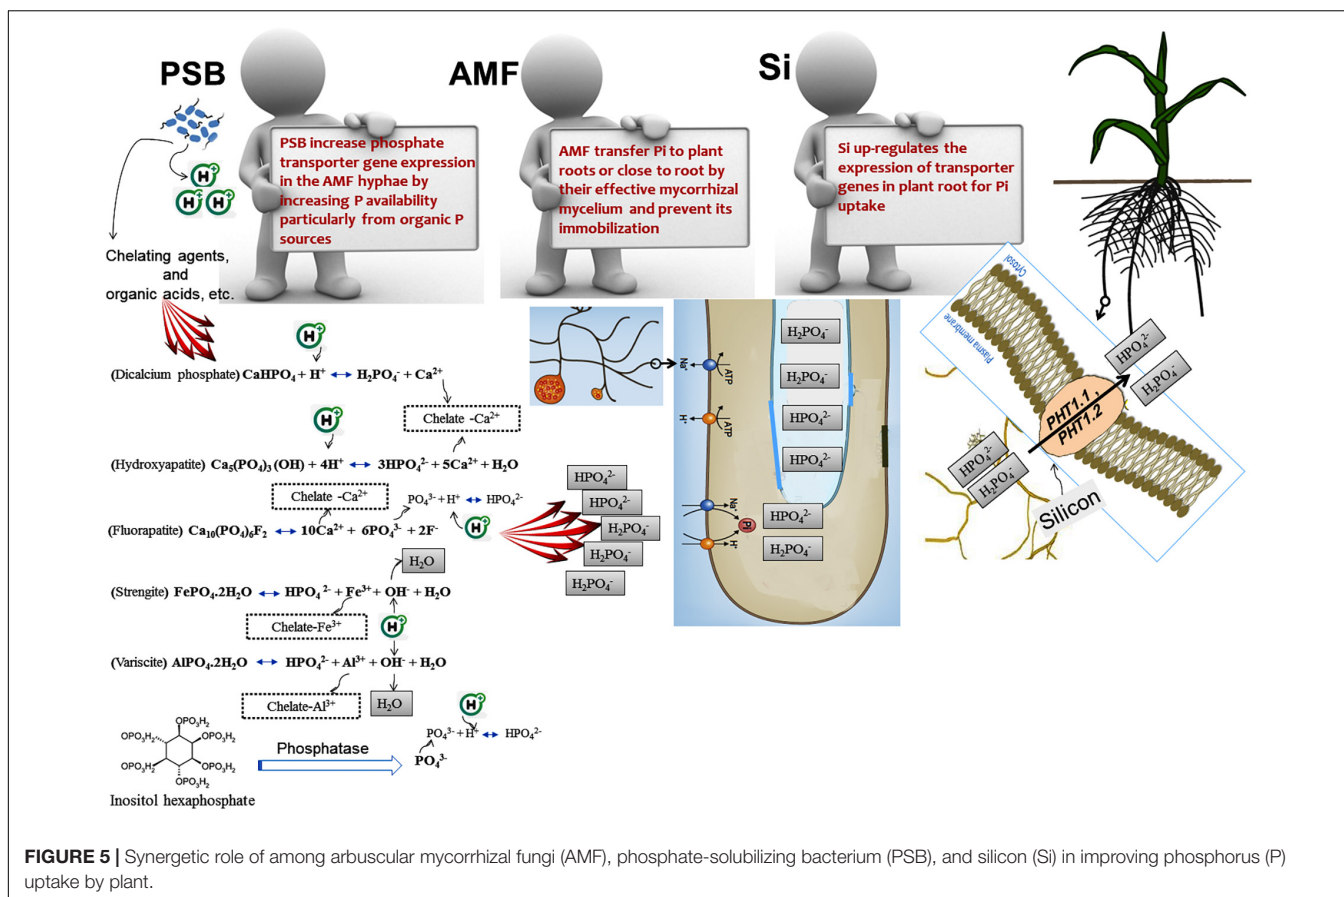 PSB
AMF
Si
PSB increase phosphate
transporter gene expression
in the AMF hyphae by
increasing P availability
particularly from organic P
sources
AMF transfer Pi to plant
roots or close to root by
their effective mycorrhizal
mycelium and prevent its
immobilization
Si up-regulates the
expression of transporter
genes in plant root for Pi
uptake
H+
H+ H+
Chelating agents,
and
organic acids, etc.
H+
(Dicalcium phosphate) CaHPO₄ + H⁺ ↔ H₂PO₄⁻ + Ca²⁺
Chelate -Ca²⁺
H+
(Hydroxyapatite) Ca₅(PO₄)₃(OH) + 4H⁺ ↔ 3HPO₄²⁻ + 5Ca²⁺ + H₂O
Chelate -Ca²⁺
PO₄³⁻ + H⁺ ↔ HPO₄²⁻
(Fluorapatite) Ca₁₀(PO₄)₆F₂ ↔ 10Ca²⁺ + 6PO₄³⁻ + 2F⁻
H+
H₂O
(Strengite) FePO₄.2H₂O ↔ HPO₄²⁻ + Fe³⁺ + OH⁻ + H₂O
Chelate-Fe³⁺
H+
(Variscite) AlPO₄.2H₂O ↔ HPO₄²⁻ + Al³⁺ + OH⁻ + H₂O
Chelate-Al³⁺
H₂O
H+
OPO₃H₂
OPO₃H₂
OPO₃H₂
OPO₃H₂
OPO₃H₂
OPO₃H₂
Inositol hexaphosphate
Phosphatase
PO₄³⁻ + H⁺ ↔ HPO₄²⁻
PO₄³⁻
HPO₄²⁻
HPO₄²⁻
H₂PO₄⁻
H₂PO₄⁻
H₂PO₄⁻
Na⁺
ATP
H⁺
ATP
H₂PO₄⁻
H₂PO₄⁻
HPO₄²⁻
HPO₄²⁻
Na⁺
Pi
H⁺
HPO₄²⁻
H₂PO₄⁻
Cytosol
Plasma membrane
HPO₄²⁻
H₂PO₄⁻
PHT1.1,
PHT1.2
HPO₄²⁻
H₂PO₄⁻
Silicon
FIGURE 5 | Synergetic role of among arbuscular mycorrhizal fungi (AMF), phosphate-solubilizing bacterium (PSB), and silicon (Si) in improving phosphorus (P)
uptake by plant.